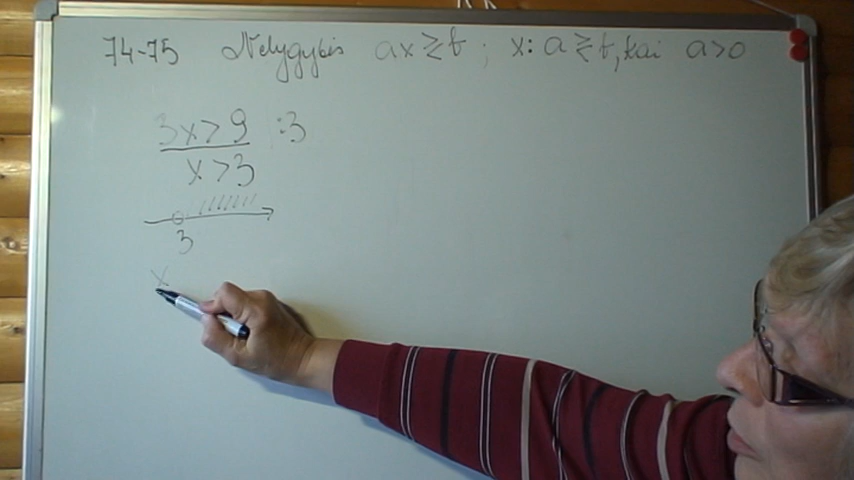 74-75 Nelygybės ax ≷ b ; x : a ≷ b, kai a > 0
3x > 9 :3
x > 3
3
x